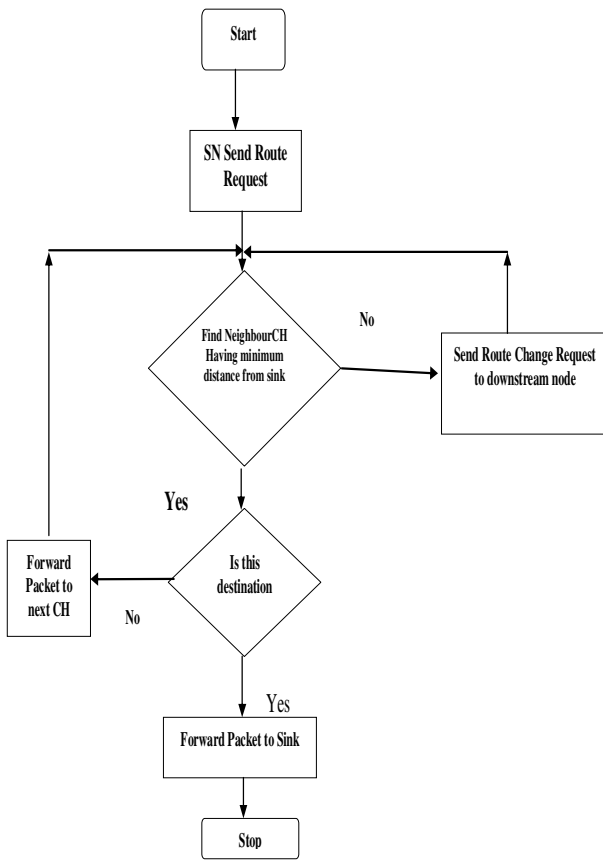 Start
SN Send Route
Request
Find NeighbourCH
Having minimum
distance from sink
No
Send Route Change Request
to downstream node
Yes
Is this
destination
Forward
Packet to
next CH
No
Yes
Forward Packet to Sink
Stop